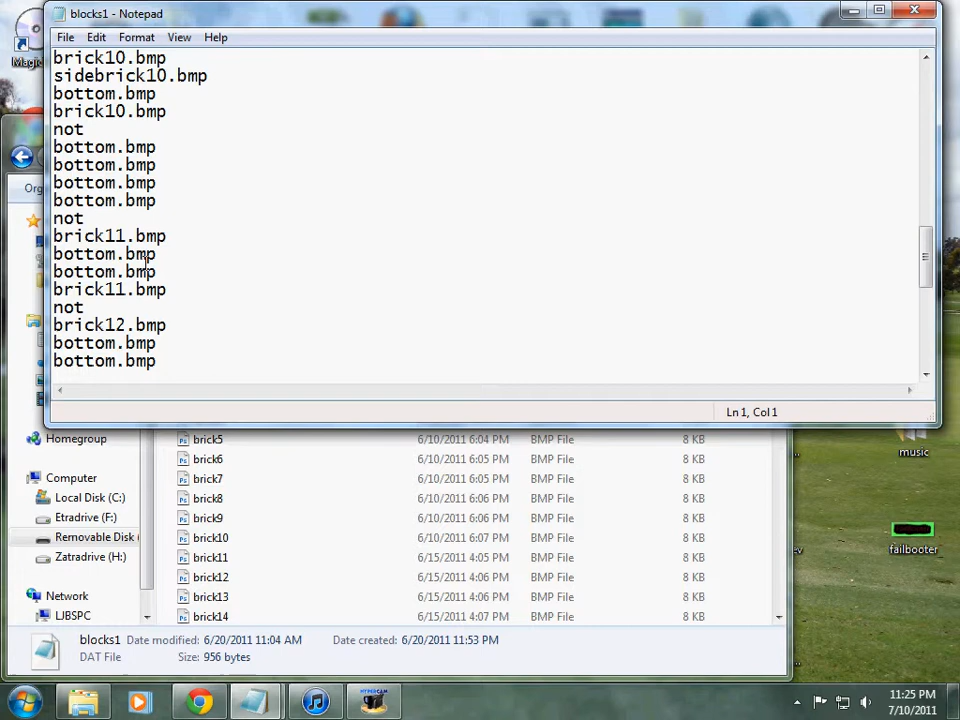 Magic
blocks1 - Notepad
File Edit Format View Help
brick10.bmp
sidebrick10.bmp
bottom.bmp
brick10.bmp
not
bottom.bmp
bottom.bmp
bottom.bmp
bottom.bmp
not
brick11.bmp
bottom.bmp
bottom.bmp
brick11.bmp
not
brick12.bmp
bottom.bmp
bottom.bmp
Ln1, Col1
Org
Homegroup
Computer
Local Disk (C:)
Etradrive (F:)
Removable Disk (
Zatradrive (H:)
Network
LJBSPC
brick5 6/10/2011 6:04 PM BMP File 8 KB
brick6 6/10/2011 6:05 PM BMP File 8 KB
brick7 6/10/2011 6:05 PM BMP File 8 KB
brick8 6/10/2011 6:06 PM BMP File 8 KB
brick9 6/10/2011 6:06 PM BMP File 8 KB
brick10 6/10/2011 6:07 PM BMP File 8 KB
brick11 6/15/2011 4:05 PM BMP File 8 KB
brick12 6/15/2011 4:06 PM BMP File 8 KB
brick13 6/15/2011 4:06 PM BMP File 8 KB
brick14 6/15/2011 4:07 PM BMP File 8 KB
blocks1 Date modified: 6/20/2011 11:04 AM Date created: 6/20/2011 11:53 PM
DAT File Size: 956 bytes
music
failbooter
HYPERCAM
11:25 PM
7/10/2011